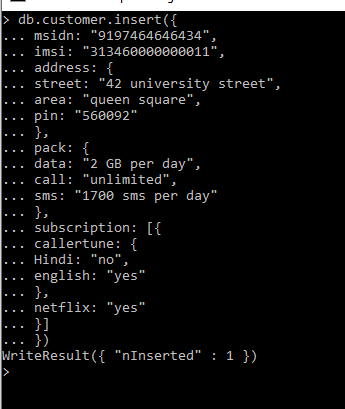 > db.customer.insert({
... msidn: "9197464646434",
... imsi: "313460000000011",
... address: {
... street: "42 university street",
... area: "queen square",
... pin: "560092"
... },
... pack: {
... data: "2 GB per day",
... call: "unlimited",
... sms: "1700 sms per day"
... },
... subscription: [{
... callertune: {
... Hindi: "no",
... english: "yes"
... },
... netflix: "yes"
... }]
... })
WriteResult({ "nInserted" : 1 })
>